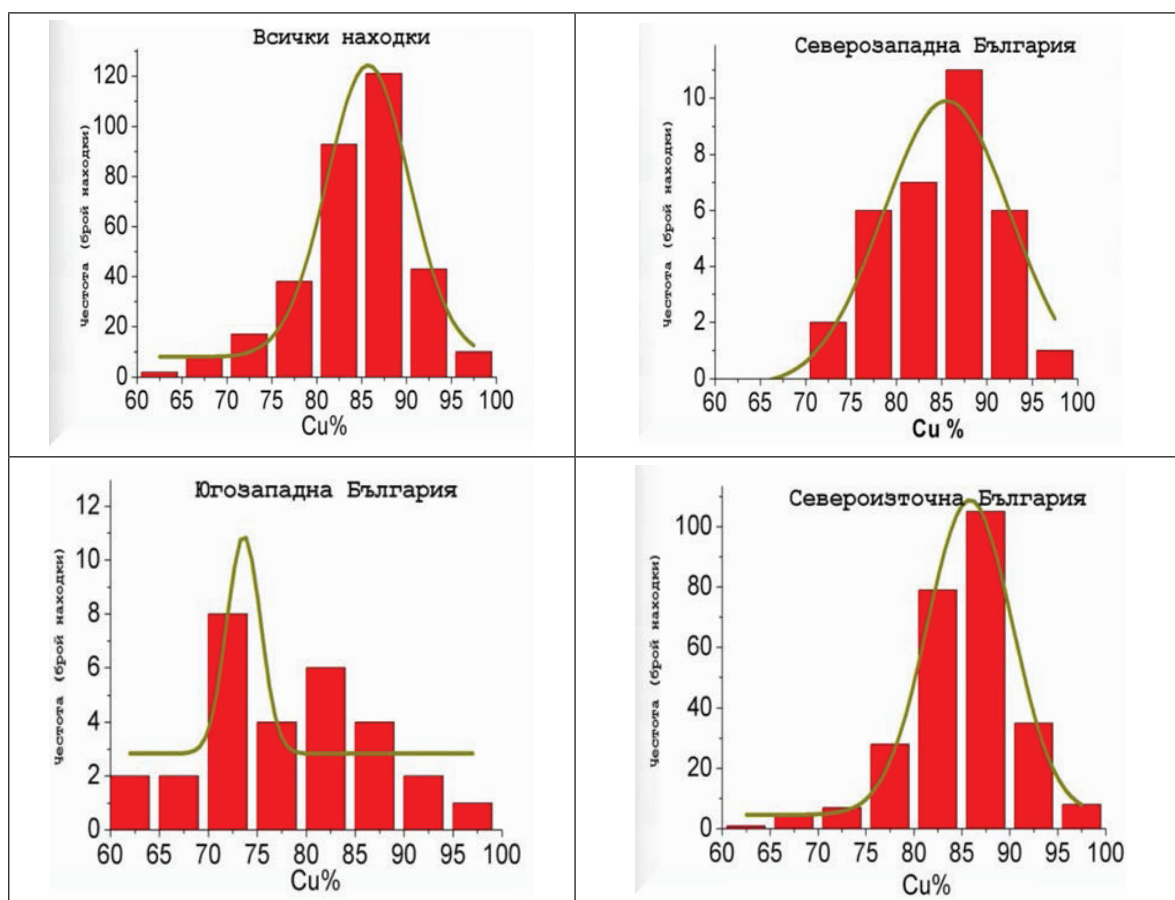 Всички находки
Честота (брой находки)
120
100
80
60
40
20
0
60 65 70 75 80 85 90 95 100
Cu%
Северозападна България
Честота (брой находки)
10
8
6
4
2
0
60 65 70 75 80 85 90 95 100
Cu %
Югозападна България
Честота (брой находки)
12
10
8
6
4
2
0
60 65 70 75 80 85 90 95 100
Cu%
Североизточна България
Честота (брой находки)
100
80
60
40
20
0
60 65 70 75 80 85 90 95 100
Cu%